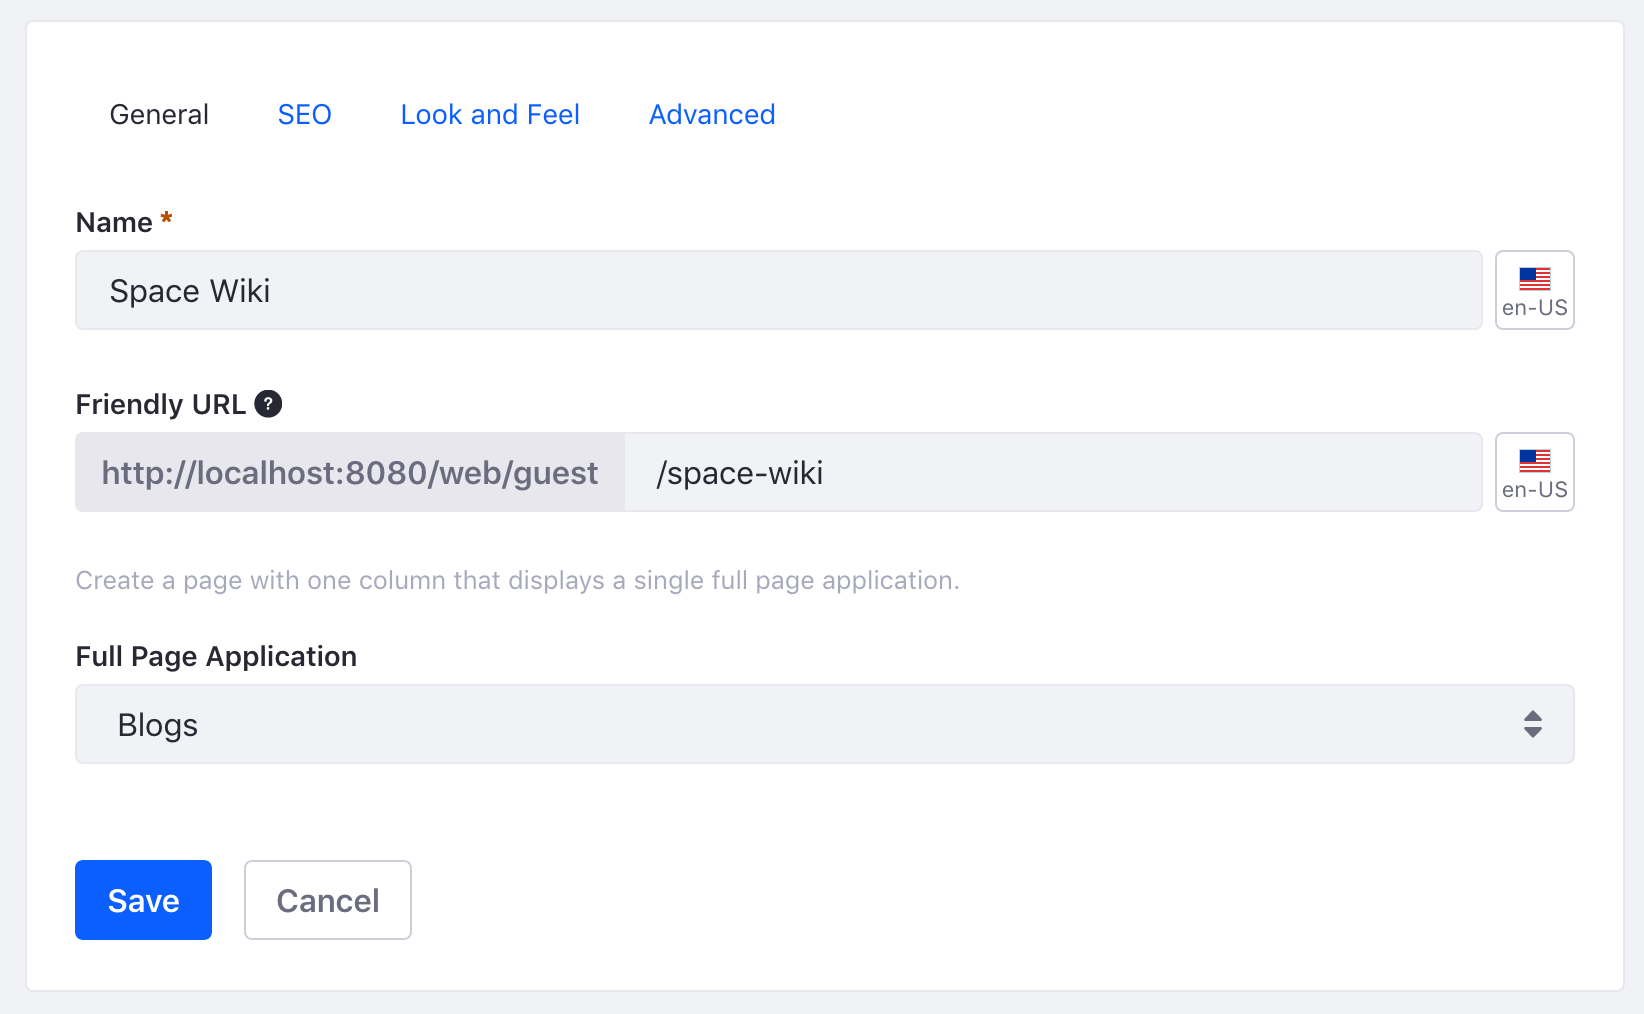 General SEO Look and Feel Advanced
Name *
Space Wiki
en-US
Friendly URL ?
http://localhost:8080/web/guest /space-wiki
en-US
Create a page with one column that displays a single full page application.
Full Page Application
Blogs
Save Cancel